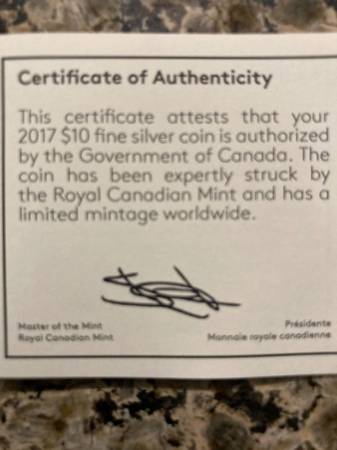 Certificate of Authenticity
This certificate attests that your
2017 $10 fine silver coin is authorized
by the Government of Canada. The
coin has been expertly struck by
the Royal Canadian Mint and has a
limited mintage worldwide.
Master of the Mint
Royal Canadian Mint
Présidente
Monnaie royale canadienne